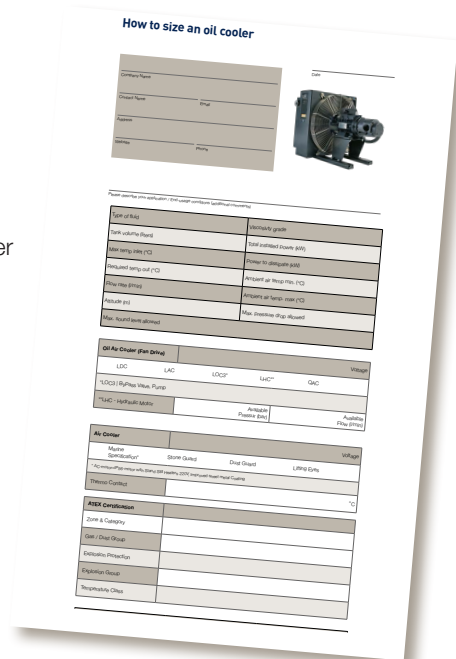 How to size an oil cooler
Company Name
Date
Contact Name Email
Address
Address Phone
Type of fluid Viscosity grade
Tank volume (liters) Total installed Power (kW)
Max temp inlet (°C) Power to dissipate (kW)
Required temp out (°C) Ambient air temp min. (°C)
Flow rate (l/min) Ambient air temp. max (°C)
Altitude (m) Max. pressure drop allowed
Max. sound level allowed
Oil Air Cooler (Fan Drive) Voltage
LDC LAC LOC3* LHC** QAC
*LOC3 | ByPass Valve, Pump
**LHC - Hydraulic Motor Available Pressure (bar) Available Flow (l/min)
Air Cooler Voltage
Marine Specification* Stone Guard Dust Guard Lifting Eyes
Thermo Contact °C
ATEX Certification
Zone & Category
Gas / Dust Group
Explosion Protection
Explosion Group
Temperature Class
er